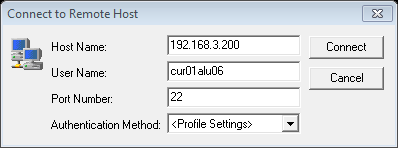 Connect to Remote Host
Host Name: 192.168.3.200 Connect
User Name: cur01alu06 Cancel
Port Number: 22
Authentication Method: <Profile Settings>